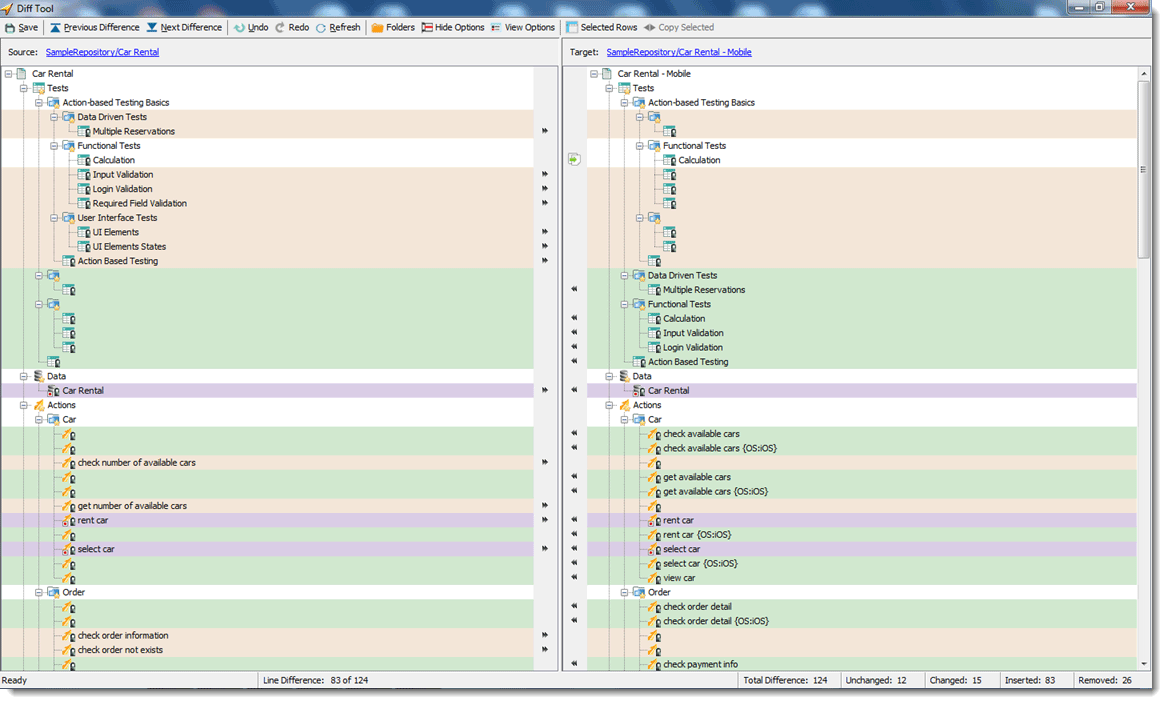 Diff Tool
Save Previous Difference Next Difference Undo Redo Refresh Folders Hide Options View Options Selected Rows Copy Selected
Source: SampleRepository/Car Rental
Target: SampleRepository/Car Rental - Mobile
Car Rental
Tests
Action-based Testing Basics
Data Driven Tests
Multiple Reservations
Functional Tests
Calculation
Input Validation
Login Validation
Required Field Validation
User Interface Tests
UI Elements
UI Elements States
Action Based Testing
Data
Car Rental
Actions
Car
check number of available cars
get number of available cars
rent car
select car
Order
check order information
check order not exists
Car Rental - Mobile
Tests
Action-based Testing Basics
Functional Tests
Calculation
Data Driven Tests
Multiple Reservations
Functional Tests
Calculation
Input Validation
Login Validation
Action Based Testing
Data
Car Rental
Actions
Car
check available cars
check available cars {OS:iOS}
get available cars
get available cars {OS:iOS}
rent car
rent car {OS:iOS}
select car
select car {OS:iOS}
view car
Order
check order detail
check order detail {OS:iOS}
check payment info
Ready Line Difference: 83 of 124 Total Difference: 124 Unchanged: 12 Changed: 15 Inserted: 83 Removed: 26